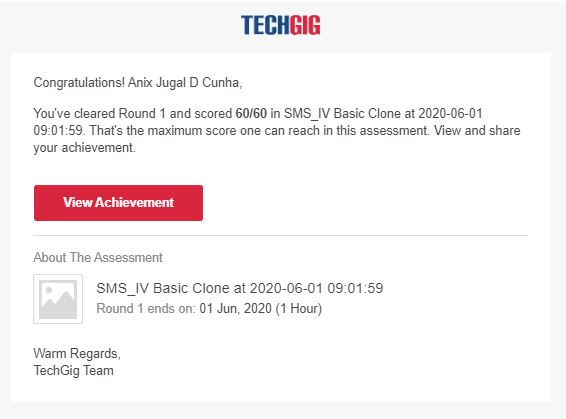 TECHGIG
Congratulations! Anix Jugal D Cunha,
You've cleared Round 1 and scored 60/60 in SMS_IV Basic Clone at 2020-06-01
09:01:59. That's the maximum score one can reach in this assessment. View and share
your achievement.
View Achievement
About The Assessment
SMS_IV Basic Clone at 2020-06-01 09:01:59
Round 1 ends on: 01 Jun, 2020 (1 Hour)
Warm Regards,
TechGig Team